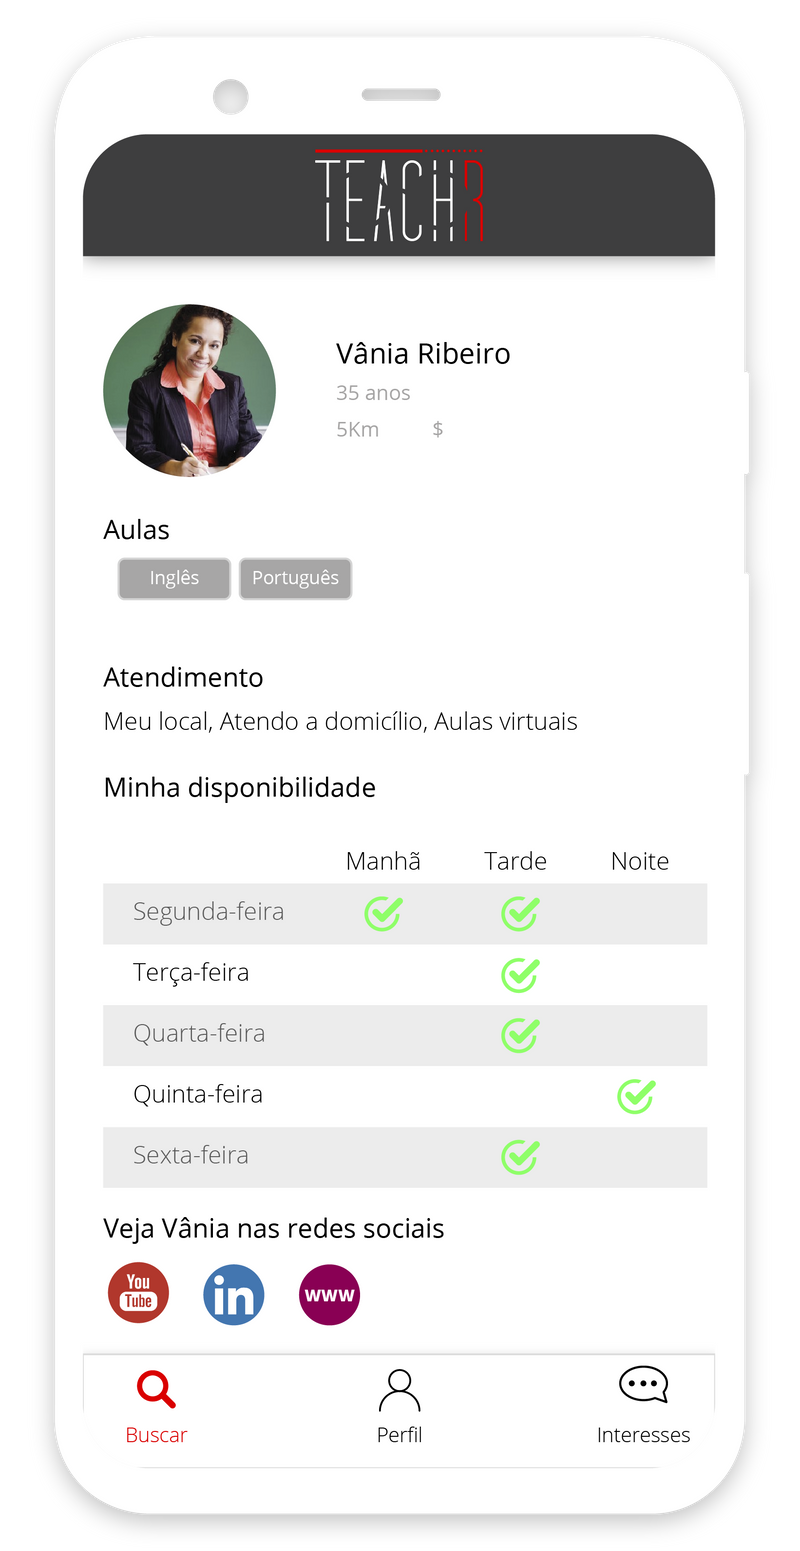 TEACHR
Vânia Ribeiro
35 anos
5Km $
Aulas
Inglês Português
Atendimento
Meu local, Atendo a domicílio, Aulas virtuais
Minha disponibilidade
Manhã Tarde Noite
Segunda-feira
Terça-feira
Quarta-feira
Quinta-feira
Sexta-feira
Veja Vânia nas redes sociais
You
Tube
in
www
Buscar Perfil Interesses